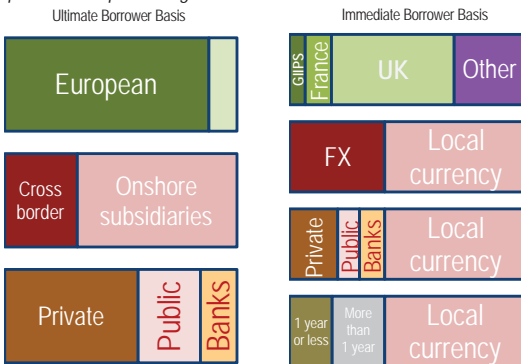 Ultimate Borrower Basis
European
Cross
border
Onshore
subsidiaries
Private
Public
Banks
Immediate Borrower Basis
GIIPS
France
UK
Other
FX
Local
currency
Private
Public
Banks
Local
currency
1 year
or less
More
than
1 year
Local
currency